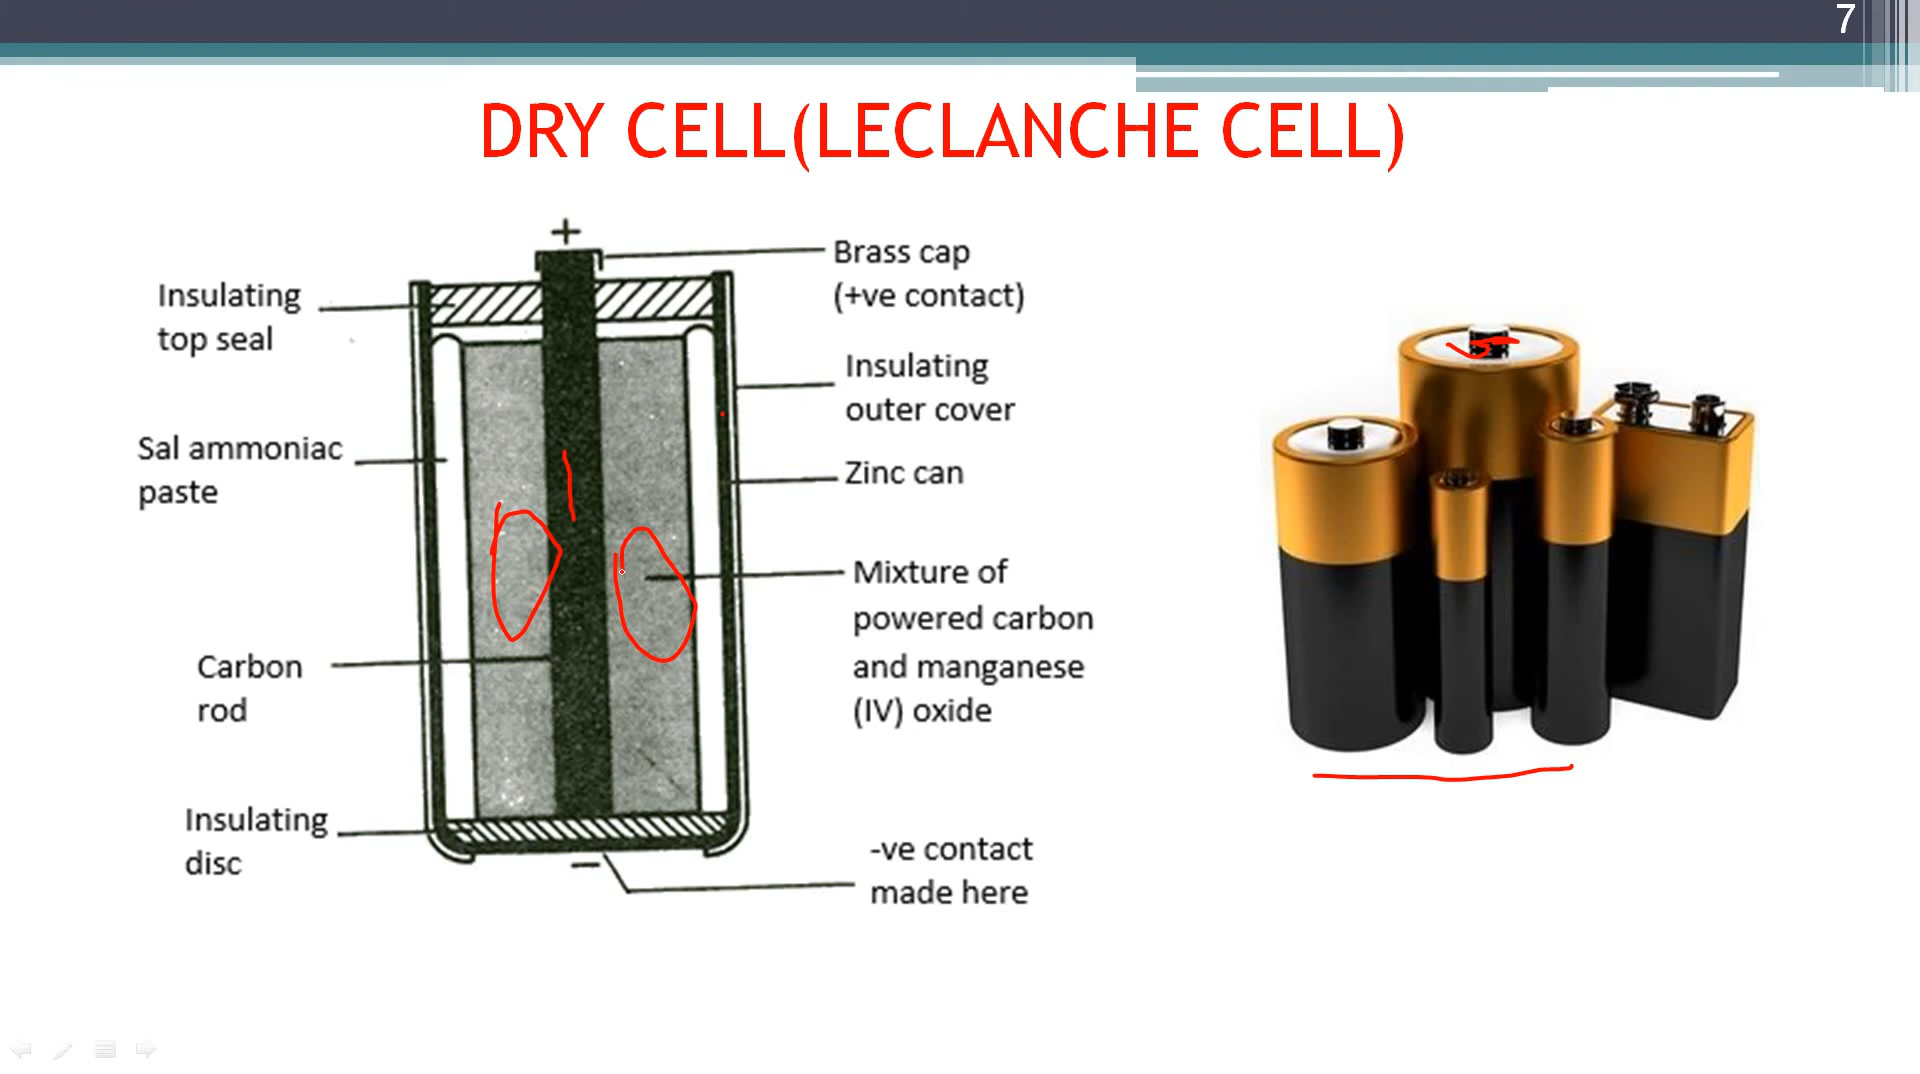 7
DRY CELL(LECLANCHE CELL)
+
Brass cap
(+ve contact)
Insulating
top seal
Insulating
outer cover
Sal ammoniac
paste
Zinc can
Mixture of
powered carbon
and manganese
(IV) oxide
Carbon
rod
Insulating
disc
-ve contact
made here
−